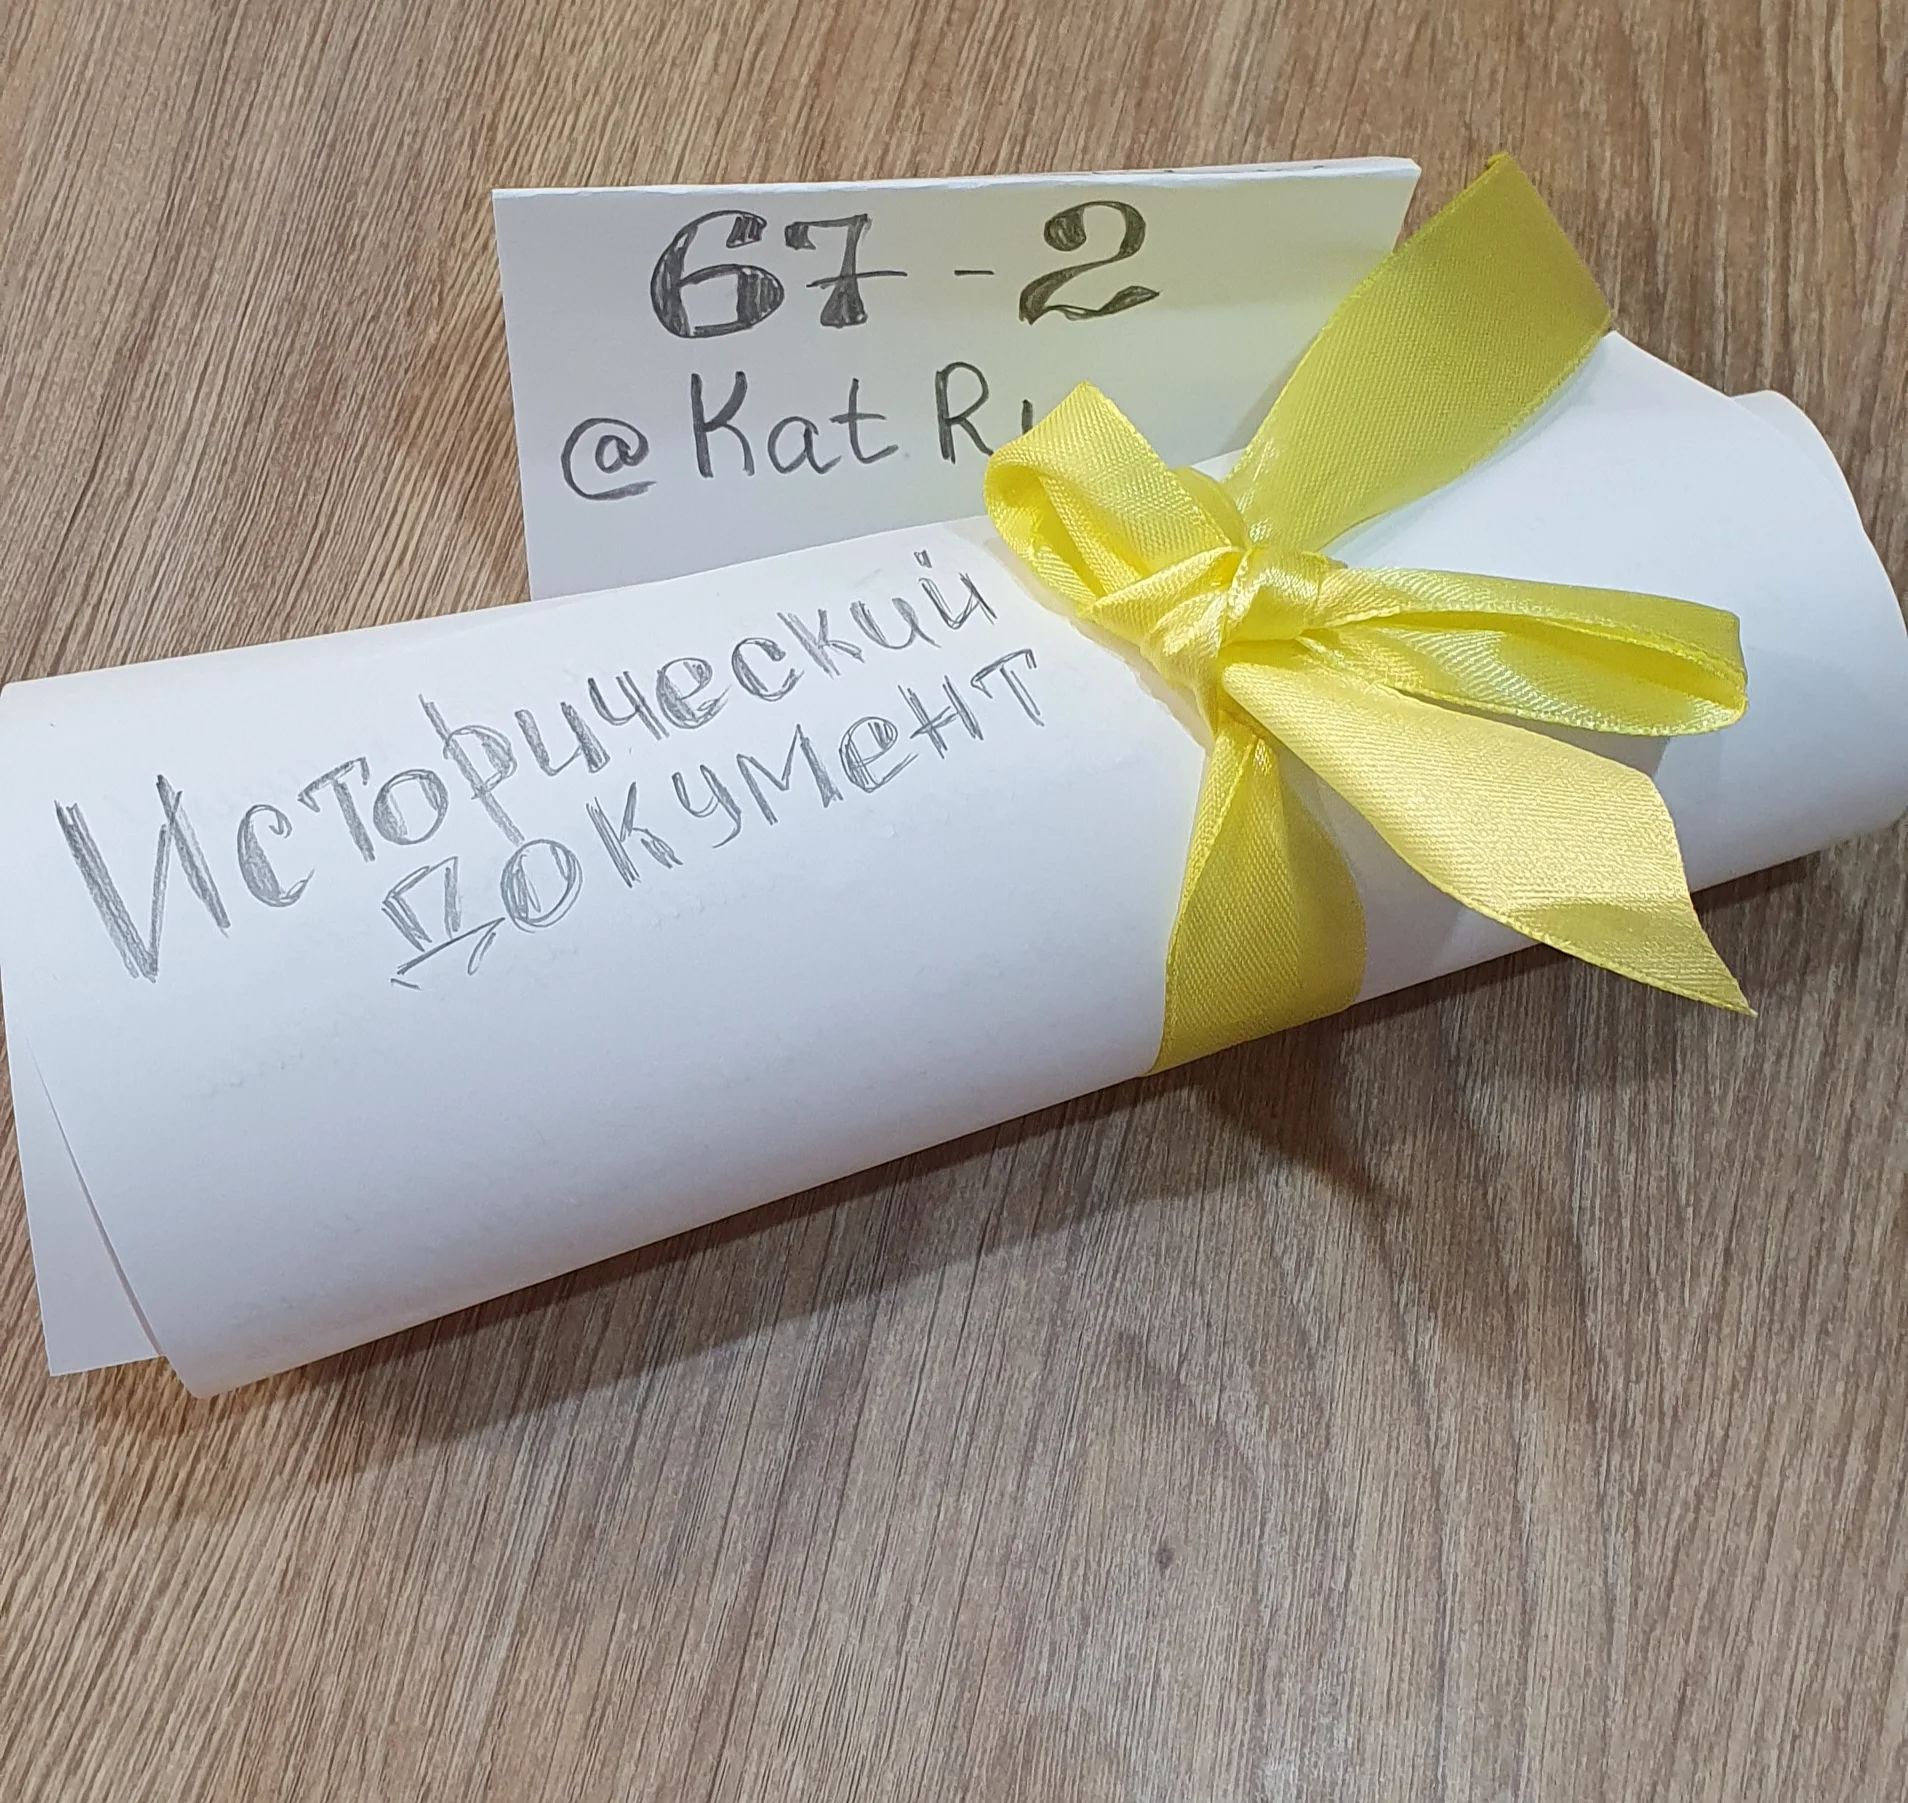 67-2
@Kat
Исторический
документ